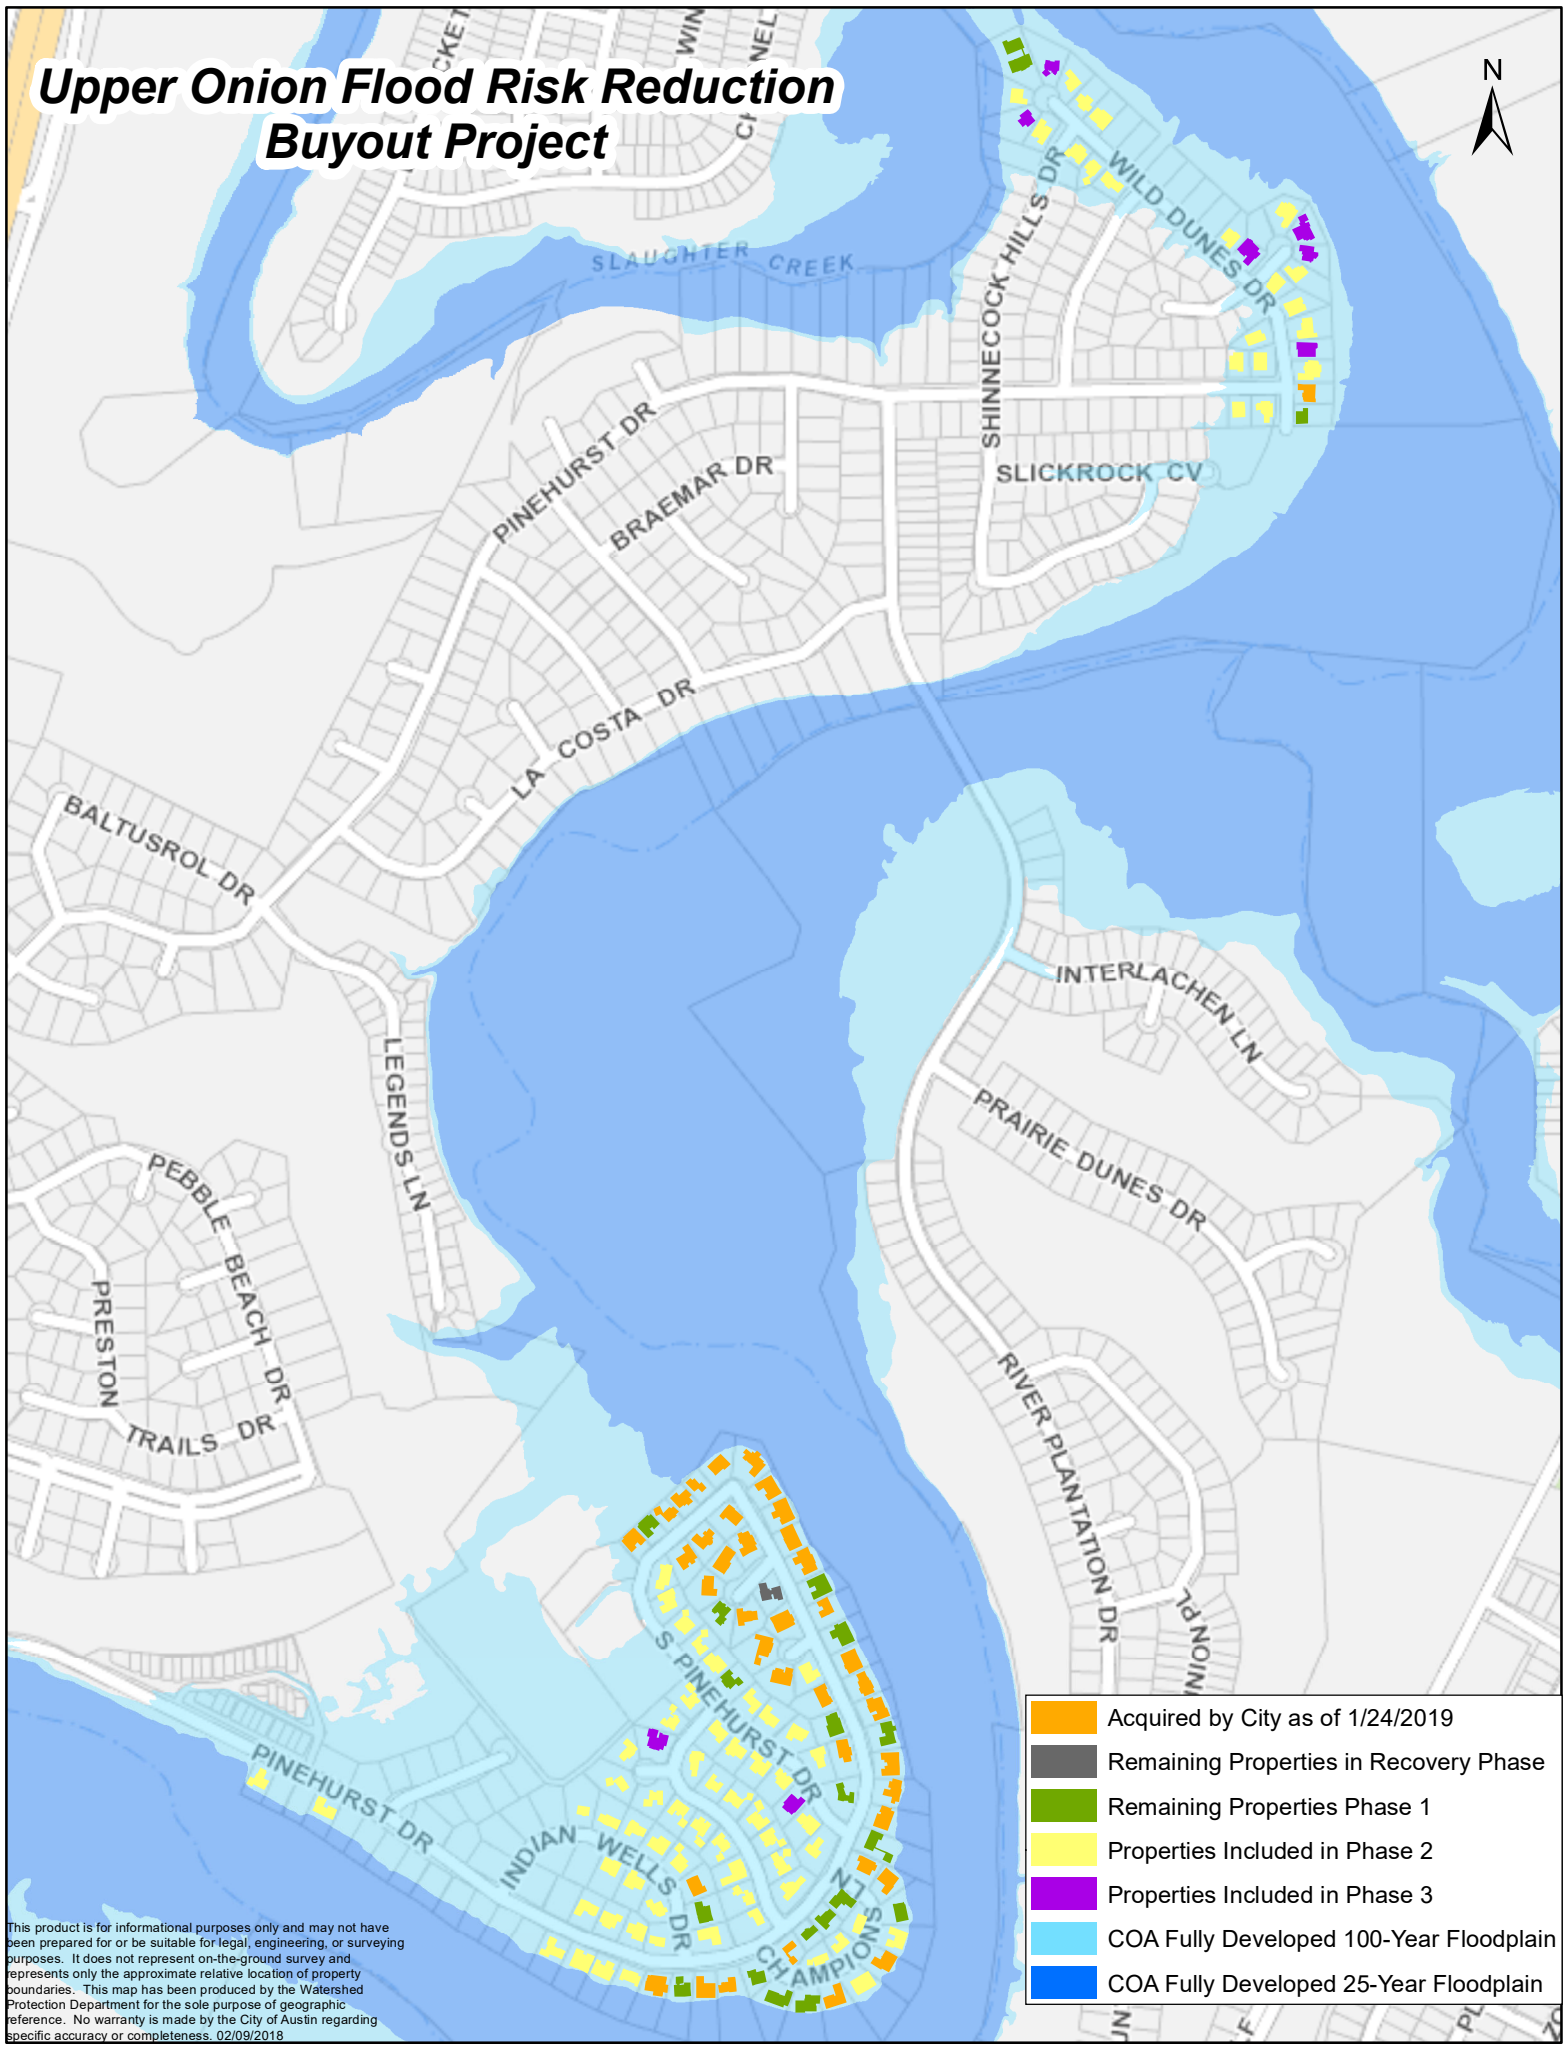 Upper Onion Flood Risk Reduction
Buyout Project
N
SLAUGHTER CREEK
WILD DUNES DR
SHINNECOCK HILLS DR
SLICKROCK CV
PINEHURST DR
BRAEMAR DR
LA COSTA DR
BALTUSROL DR
LEGENDS LN
INTERLACHEN LN
PRAIRIE DUNES DR
PEBBLE BEACH DR
PRESTON
TRAILS DR
RIVER PLANTATION DR
S PINEHURST DR
PINEHURST DR
INDIAN WELLS DR
CHAMPIONS LN
Acquired by City as of 1/24/2019
Remaining Properties in Recovery Phase
Remaining Properties Phase 1
Properties Included in Phase 2
Properties Included in Phase 3
COA Fully Developed 100-Year Floodplain
COA Fully Developed 25-Year Floodplain
This product is for informational purposes only and may not have
been prepared for or be suitable for legal, engineering, or surveying
purposes. It does not represent on-the-ground survey and
represents only the approximate relative location of property
boundaries. This map has been produced by the Watershed
Protection Department for the sole purpose of geographic
reference. No warranty is made by the City of Austin regarding
specific accuracy or completeness. 02/09/2018